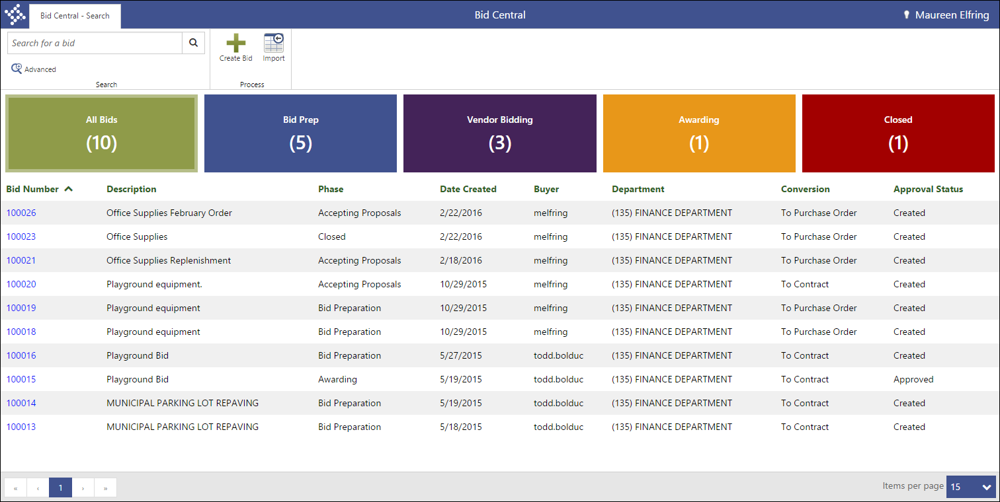 Bid Central - Search
Bid Central
Maureen Elfring
Search for a bid
Advanced
Search
Create Bid
Import
Process
All Bids
(10)
Bid Prep
(5)
Vendor Bidding
(3)
Awarding
(1)
Closed
(1)
Bid Number Description Phase Date Created Buyer Department Conversion Approval Status
100026 Office Supplies February Order Accepting Proposals 2/22/2016 melfring (135) FINANCE DEPARTMENT To Purchase Order Created
100023 Office Supplies Closed 2/22/2016 melfring (135) FINANCE DEPARTMENT To Purchase Order Created
100021 Office Supplies Replenishment Accepting Proposals 2/18/2016 melfring (135) FINANCE DEPARTMENT To Purchase Order Created
100020 Playground equipment. Accepting Proposals 10/29/2015 melfring (135) FINANCE DEPARTMENT To Contract Created
100019 Playground equipment Bid Preparation 10/29/2015 melfring (135) FINANCE DEPARTMENT To Purchase Order Created
100018 Playground equipment Bid Preparation 10/29/2015 melfring (135) FINANCE DEPARTMENT To Purchase Order Created
100016 Playground Bid Bid Preparation 5/27/2015 todd.bolduc (135) FINANCE DEPARTMENT To Contract Created
100015 Playground Bid Awarding 5/19/2015 todd.bolduc (135) FINANCE DEPARTMENT To Contract Approved
100014 MUNICIPAL PARKING LOT REPAVING Bid Preparation 5/19/2015 todd.bolduc (135) FINANCE DEPARTMENT To Contract Created
100013 MUNICIPAL PARKING LOT REPAVING Bid Preparation 5/18/2015 todd.bolduc (135) FINANCE DEPARTMENT To Contract Created
« ‹ 1 › »
Items per page 15